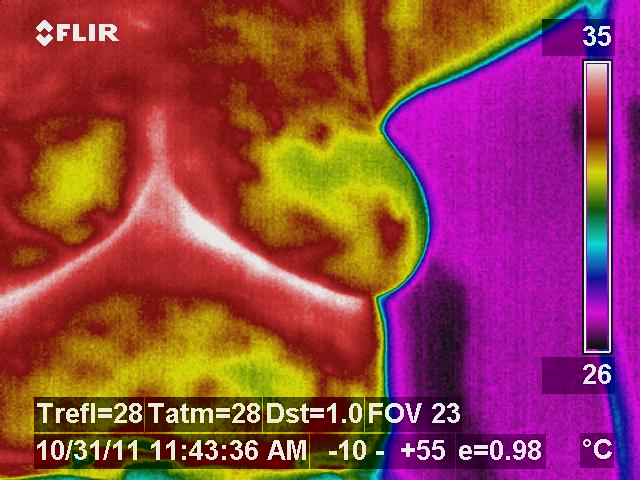 FLIR
35
26
Trefl=28 Tatm=28 Dst=1.0 FOV 23
10/31/11 11:43:36 AM -10 - +55 e=0.98 °C